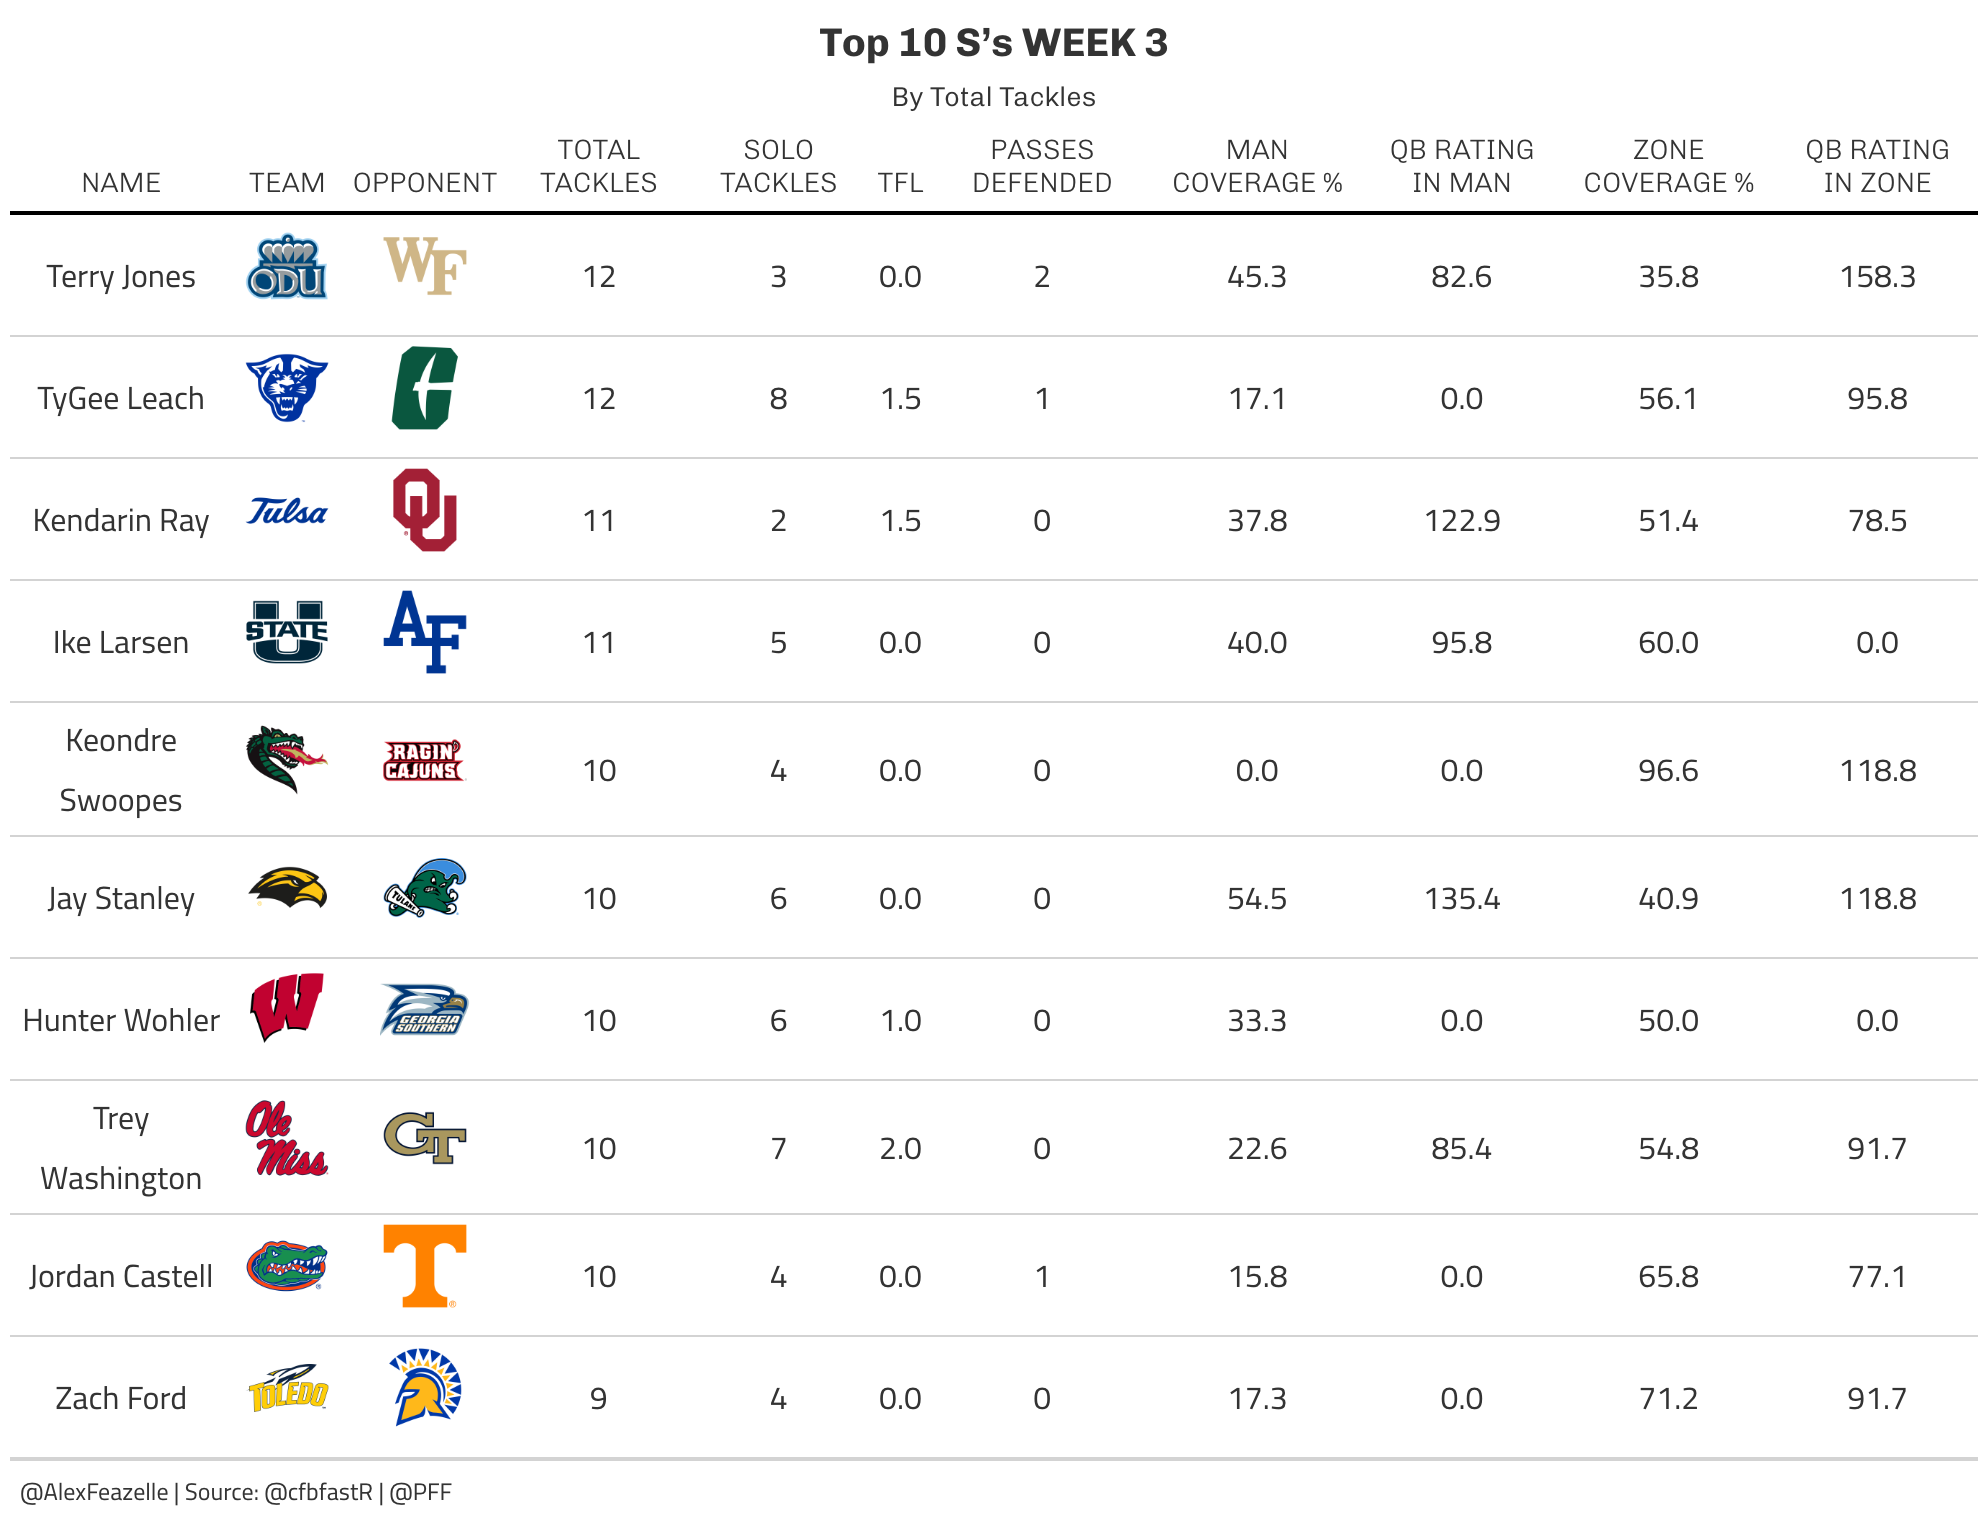 Top 10 S’s WEEK 3
By Total Tackles
NAME TEAM OPPONENT TOTAL TACKLES SOLO TACKLES TFL PASSES DEFENDED MAN COVERAGE % QB RATING IN MAN ZONE COVERAGE % QB RATING IN ZONE
Terry Jones ODU WF 12 3 0.0 2 45.3 82.6 35.8 158.3
TyGee Leach C 12 8 1.5 1 17.1 0.0 56.1 95.8
Kendarin Ray Tulsa OU 11 2 1.5 0 37.8 122.9 51.4 78.5
Ike Larsen U STATE AF 11 5 0.0 0 40.0 95.8 60.0 0.0
Keondre Swoopes RAGIN' CAJUNS 10 4 0.0 0 0.0 0.0 96.6 118.8
Jay Stanley TULANE 10 6 0.0 0 54.5 135.4 40.9 118.8
Hunter Wohler W GEORGIA SOUTHERN 10 6 1.0 0 33.3 0.0 50.0 0.0
Trey Washington Ole Miss GT 10 7 2.0 0 22.6 85.4 54.8 91.7
Jordan Castell T 10 4 0.0 1 15.8 0.0 65.8 77.1
Zach Ford TOLEDO 9 4 0.0 0 17.3 0.0 71.2 91.7
@AlexFeazelle | Source: @cfbfastR | @PFF